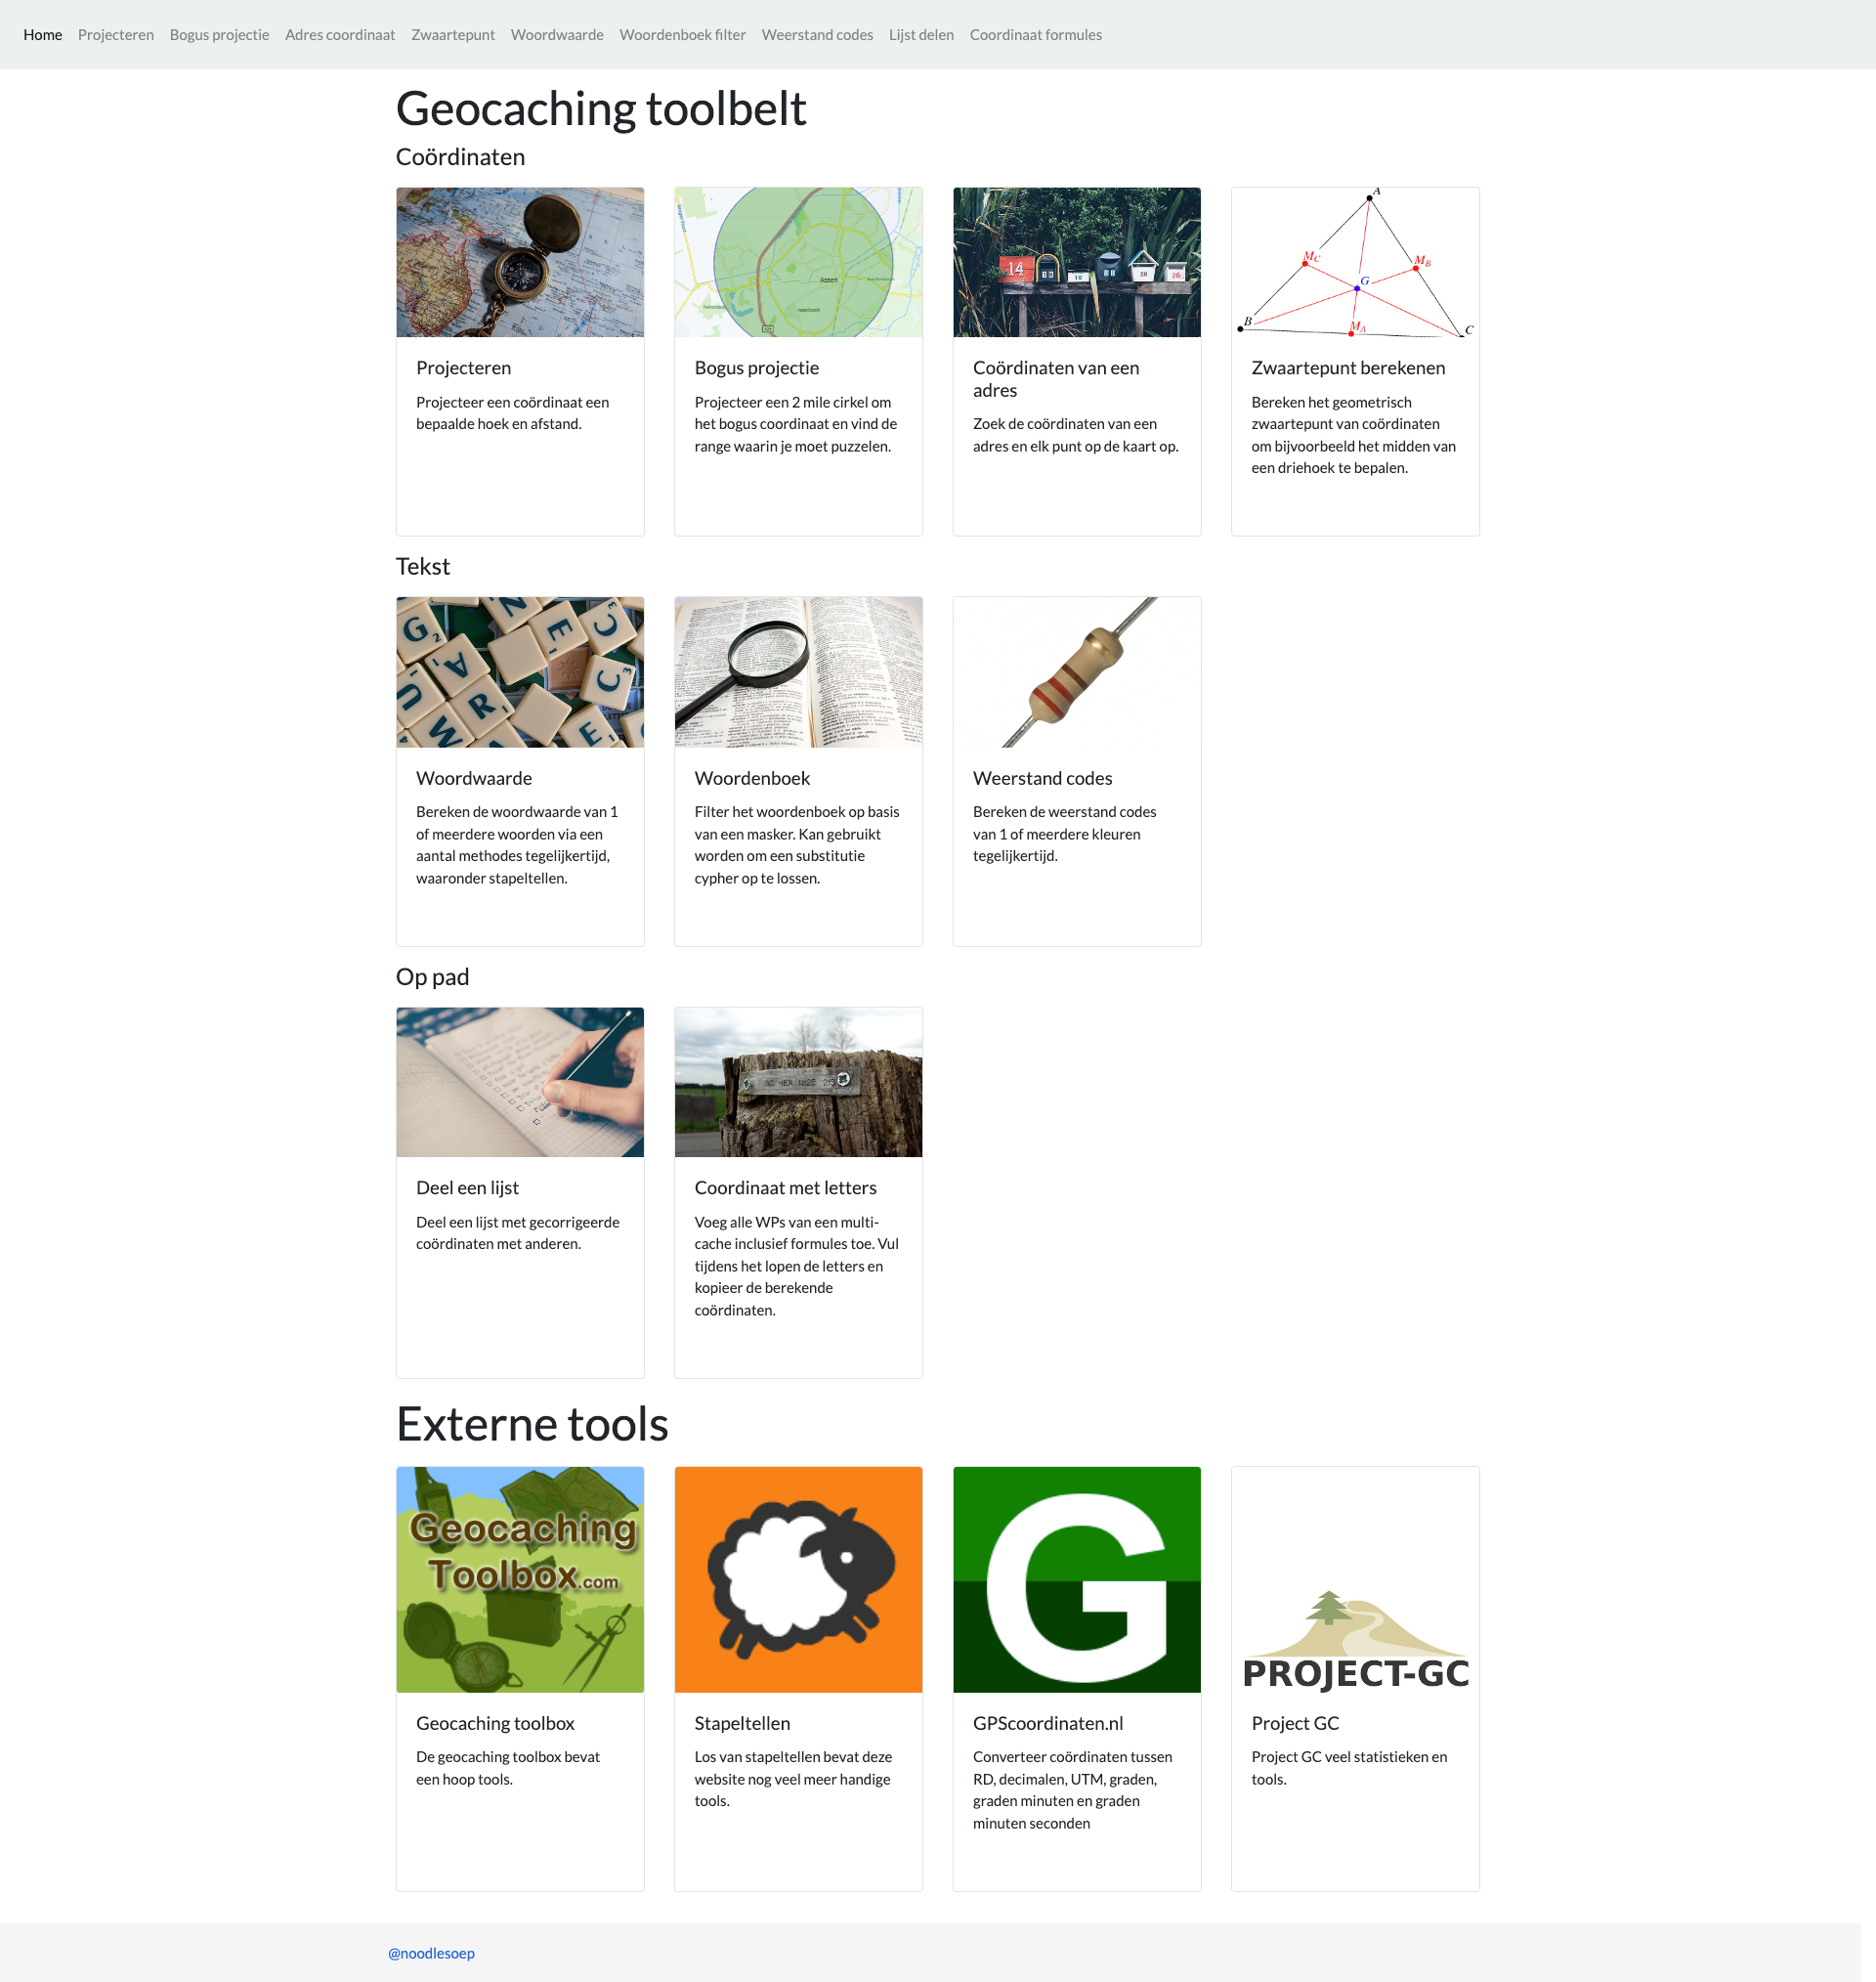 Home Projecteren Bogus projectie Adres coordinaat Zwaartepunt Woordwaarde Woordenboek filter Weerstand codes Lijst delen Coordinaat formules
Geocaching toolbelt
Coördinaten
14
Assen
A
M_C
M_B
G
B
M_A
C
Projecteren
Projecteer een coördinaat een
bepaalde hoek en afstand.
Bogus projectie
Projecteer een 2 mile cirkel om
het bogus coordinaat en vind de
range waarin je moet puzzelen.
Coördinaten van een
adres
Zoek de coördinaten van een
adres en elk punt op de kaart op.
Zwaartepunt berekenen
Bereken het geometrisch
zwaartepunt van coördinaten
om bijvoorbeeld het midden van
een driehoek te bepalen.
Tekst
Woordwaarde
Bereken de woordwaarde van 1
of meerdere woorden via een
aantal methodes tegelijkertijd,
waaronder stapeltellen.
Woordenboek
Filter het woordenboek op basis
van een masker. Kan gebruikt
worden om een substitutie
cypher op te lossen.
Weerstand codes
Bereken de weerstand codes
van 1 of meerdere kleuren
tegelijkertijd.
Op pad
Deel een lijst
Deel een lijst met gecorrigeerde
coördinaten met anderen.
Coordinaat met letters
Voeg alle WPs van een multi-
cache inclusief formules toe. Vul
tijdens het lopen de letters en
kopieer de berekende
coördinaten.
Externe tools
Geocaching
Toolbox.com
G
PROJECT-GC
Geocaching toolbox
De geocaching toolbox bevat
een hoop tools.
Stapeltellen
Los van stapeltellen bevat deze
website nog veel meer handige
tools.
GPScoordinaten.nl
Converteer coördinaten tussen
RD, decimalen, UTM, graden,
graden minuten en graden
minuten seconden
Project GC
Project GC veel statistieken en
tools.
@noodlesoep